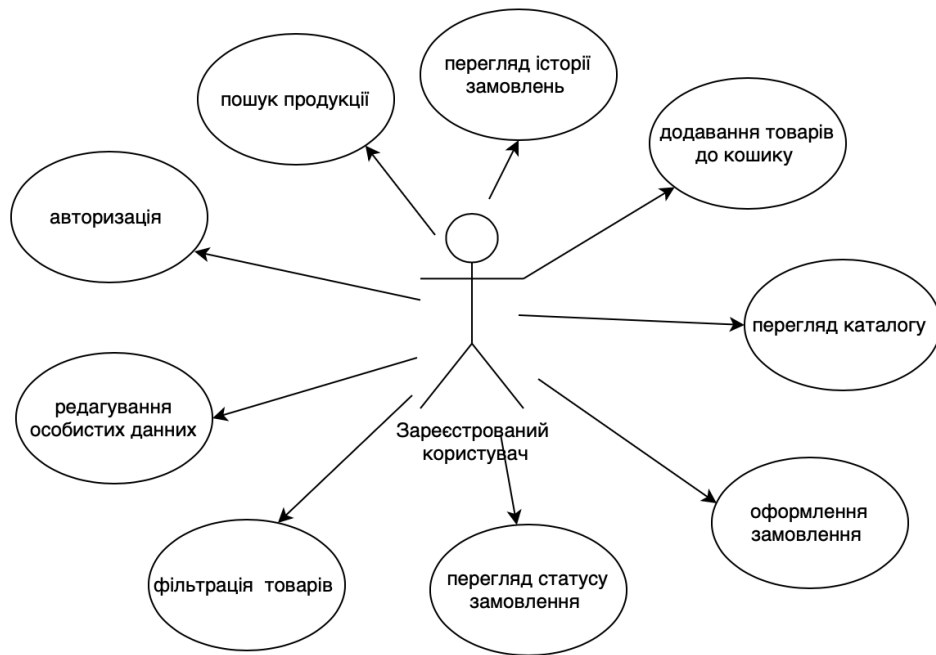 перегляд історії
замовлень
пошук продукції
додавання товарів
до кошику
авторизація
перегляд каталогу
редагування
особистих данних
Зареєстрований
користувач
оформлення
замовлення
фільтрація  товарів
перегляд статусу
замовлення